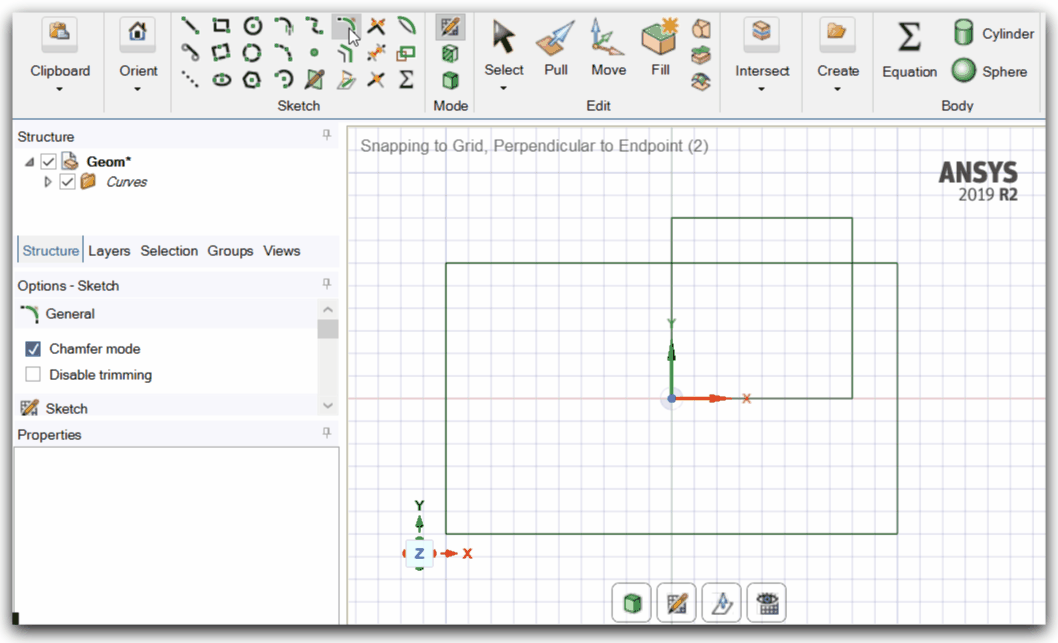 Clipboard
Orient
Select
Pull
Move
Fill
Intersect
Create
Equation
Cylinder
Sphere
Sketch
Mode
Edit
Body
Structure
Geom*
Curves
Structure Layers Selection Groups Views
Options - Sketch
General
Chamfer mode
Disable trimming
Sketch
Properties
Snapping to Grid, Perpendicular to Endpoint (2)
ANSYS
2019 R2
Y
X
Y
Z
X